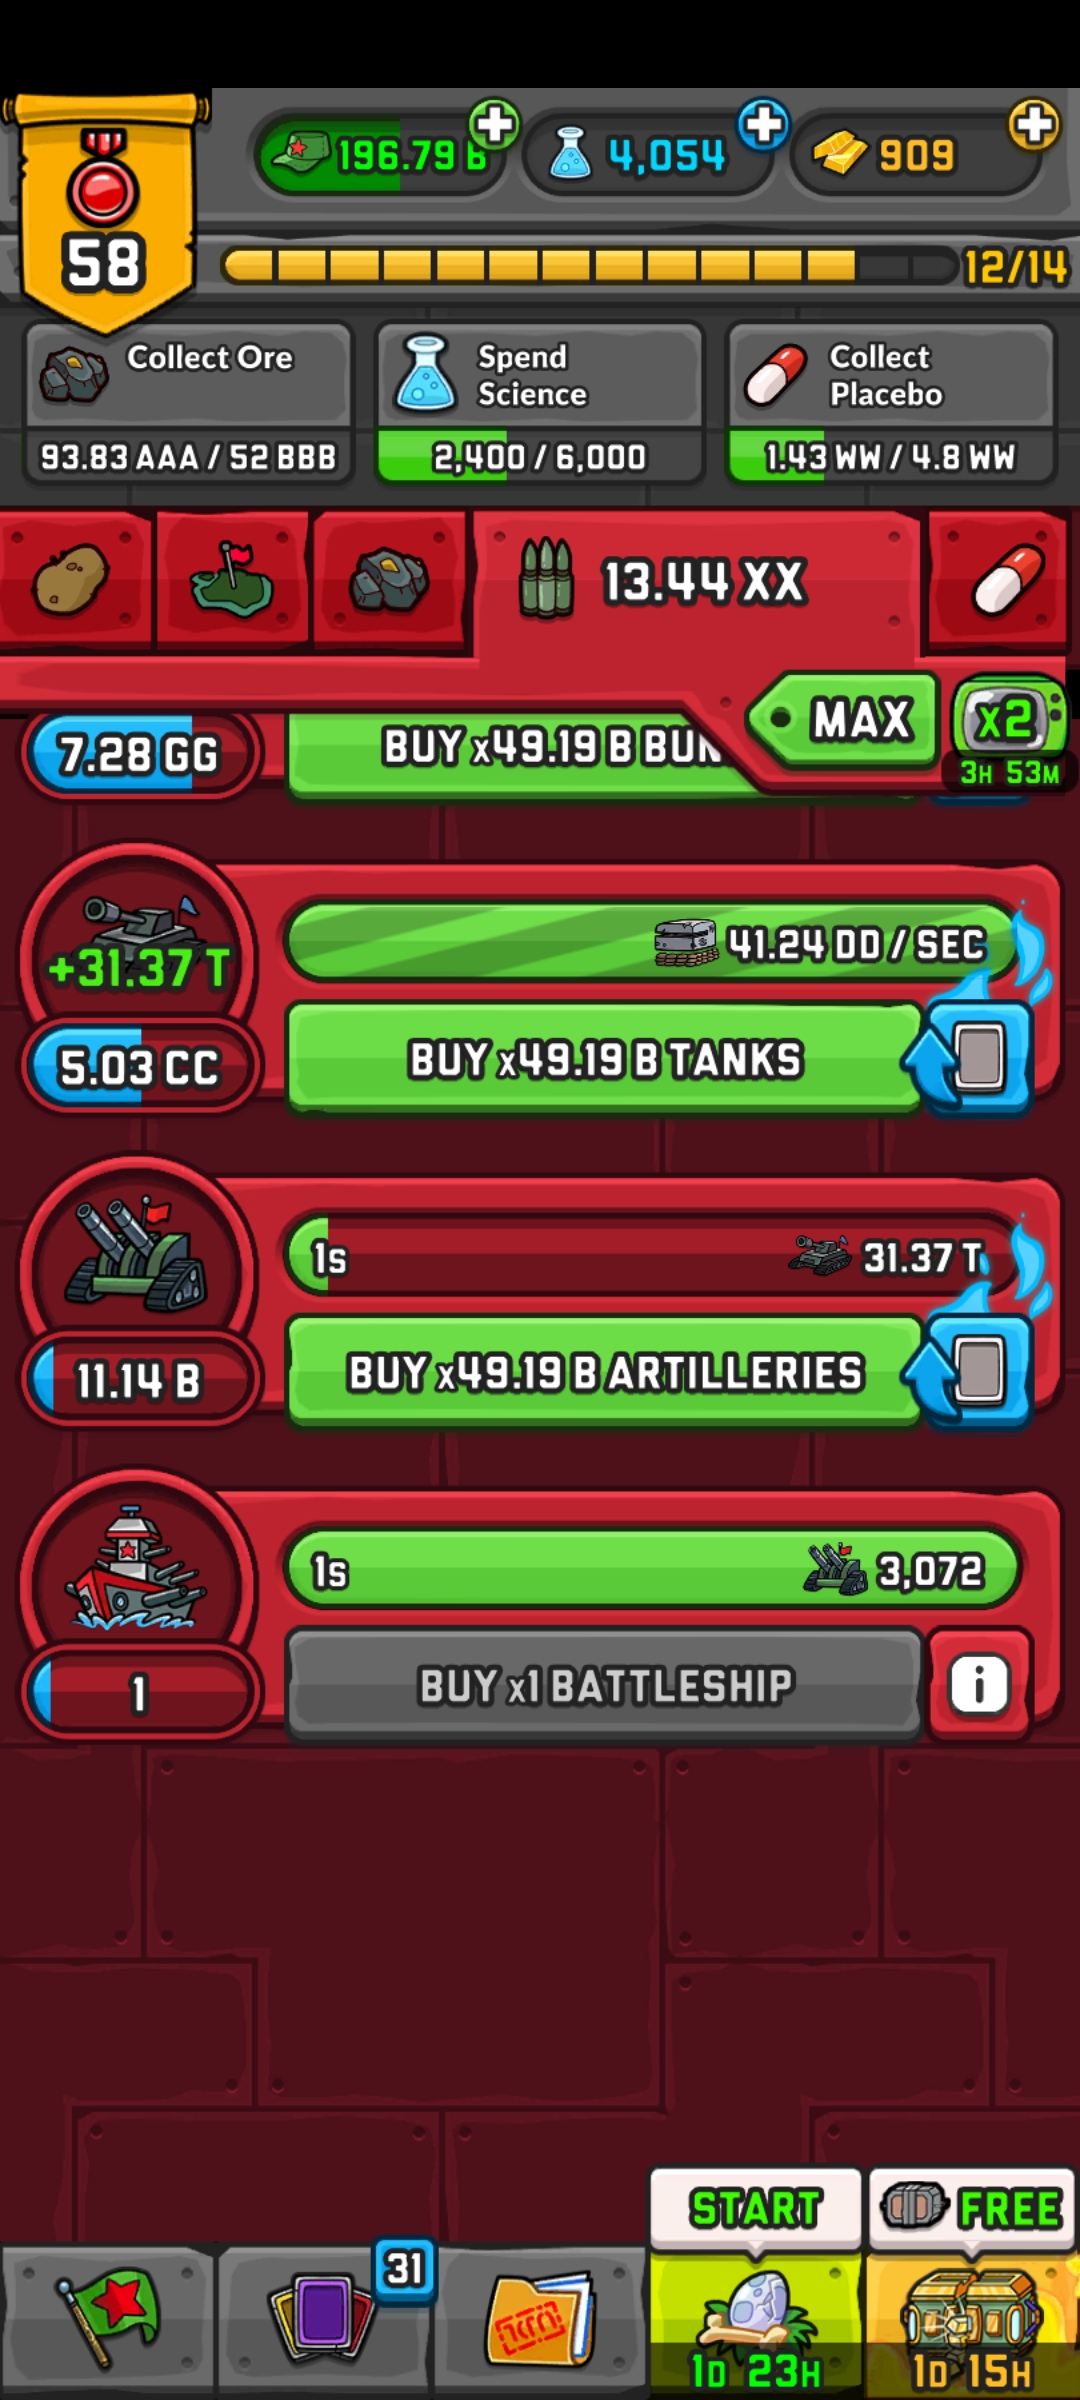 58
196.79 B
4,054
909
12/14
Collect Ore
93.83 AAA / 52 BBB
Spend
Science
2,400 / 6,000
Collect
Placebo
1.43 WW / 4.8 WW
13.44 XX
MAX
x2
3H 53M
7.28 GG
BUY x49.19 B BUN
+31.37 T
41.24 DD / SEC
5.03 CC
BUY x49.19 B TANKS
1s
31.37 T
11.14 B
BUY x49.19 B ARTILLERIES
1s
3,072
1
BUY x1 BATTLESHIP
i
START
FREE
31
1D 23H
1D 15H